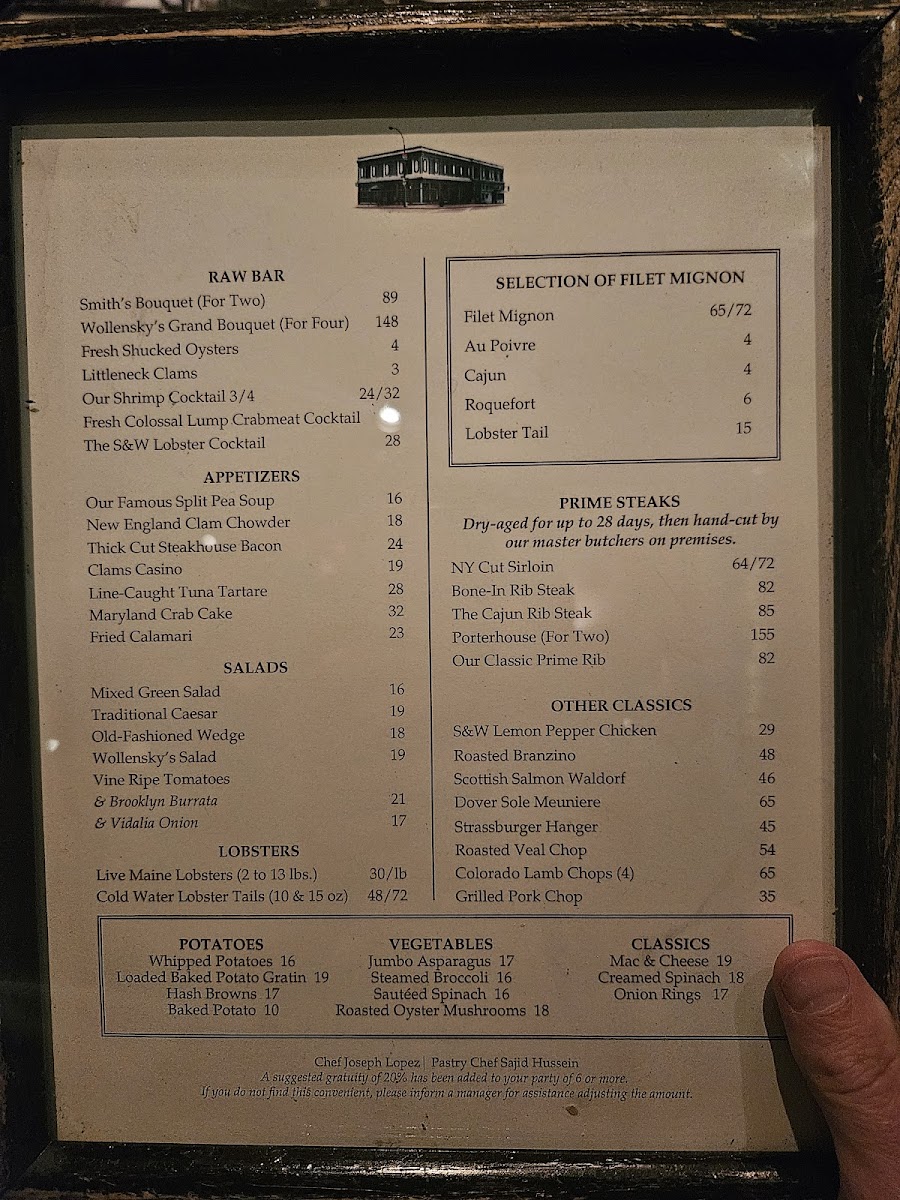 RAW BAR
Smith's Bouquet (For Two) 89
Wollensky's Grand Bouquet (For Four) 148
Fresh Shucked Oysters 4
Littleneck Clams 3
Our Shrimp Cocktail 3/4 24/32
Fresh Colossal Lump Crabmeat Cocktail
The S&W Lobster Cocktail 28
APPETIZERS
Our Famous Split Pea Soup 16
New England Clam Chowder 18
Thick Cut Steakhouse Bacon 24
Clams Casino 19
Line-Caught Tuna Tartare 28
Maryland Crab Cake 32
Fried Calamari 23
SALADS
Mixed Green Salad 16
Traditional Caesar 19
Old-Fashioned Wedge 18
Wollensky's Salad 19
Vine Ripe Tomatoes
& Brooklyn Burrata 21
& Vidalia Onion 17
LOBSTERS
Live Maine Lobsters (2 to 13 lbs.) 30/lb
Cold Water Lobster Tails (10 & 15 oz) 48/72
SELECTION OF FILET MIGNON
Filet Mignon 65/72
Au Poivre 4
Cajun 4
Roquefort 6
Lobster Tail 15
PRIME STEAKS
Dry-aged for up to 28 days, then hand-cut by
our master butchers on premises.
NY Cut Sirloin 64/72
Bone-In Rib Steak 82
The Cajun Rib Steak 85
Porterhouse (For Two) 155
Our Classic Prime Rib 82
OTHER CLASSICS
S&W Lemon Pepper Chicken 29
Roasted Branzino 48
Scottish Salmon Waldorf 46
Dover Sole Meuniere 65
Strassburger Hanger 45
Roasted Veal Chop 54
Colorado Lamb Chops (4) 65
Grilled Pork Chop 35
POTATOES
Whipped Potatoes 16
Loaded Baked Potato Gratin 19
Hash Browns 17
Baked Potato 10
VEGETABLES
Jumbo Asparagus 17
Steamed Broccoli 16
Sautéed Spinach 16
Roasted Oyster Mushrooms 18
CLASSICS
Mac & Cheese 19
Creamed Spinach 18
Onion Rings 17
Chef Joseph Lopez | Pastry Chef Sajid Hussein
A suggested gratuity of 20% has been added to your party of 6 or more.
If you do not find this convenient, please inform a manager for assistance adjusting the amount.